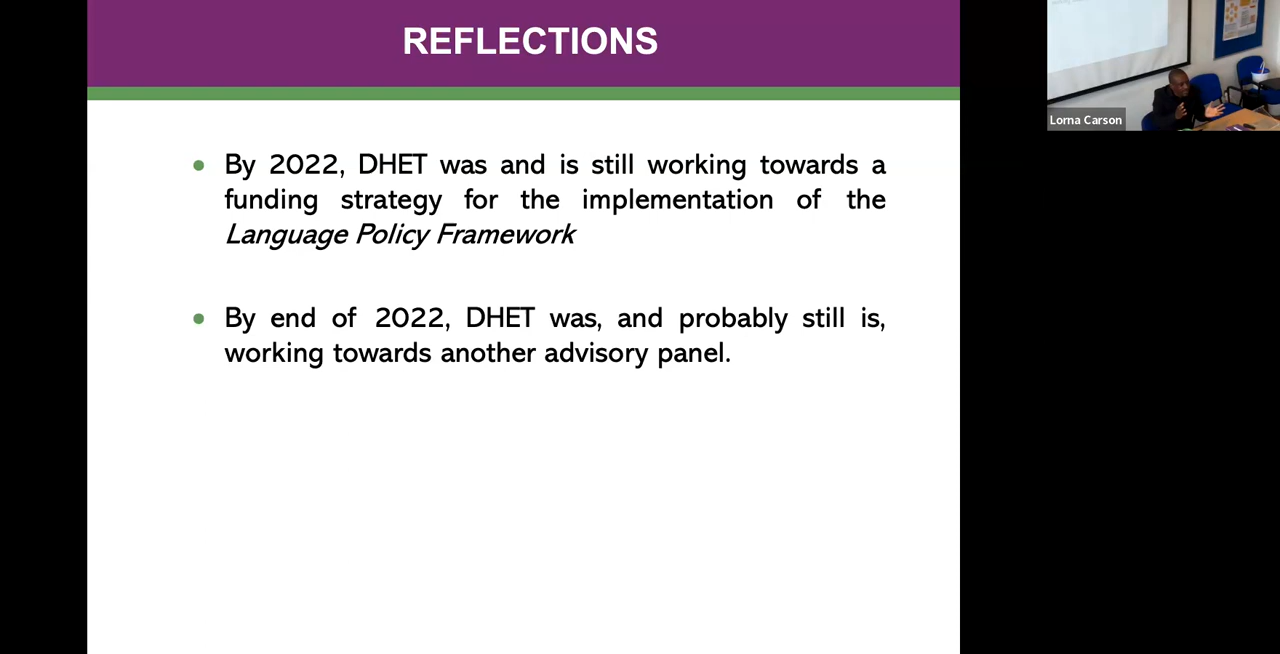 REFLECTIONS
By 2022, DHET was and is still working towards a
funding strategy for the implementation of the
Language Policy Framework
By end of 2022, DHET was, and probably still is,
working towards another advisory panel.
Lorna Carson